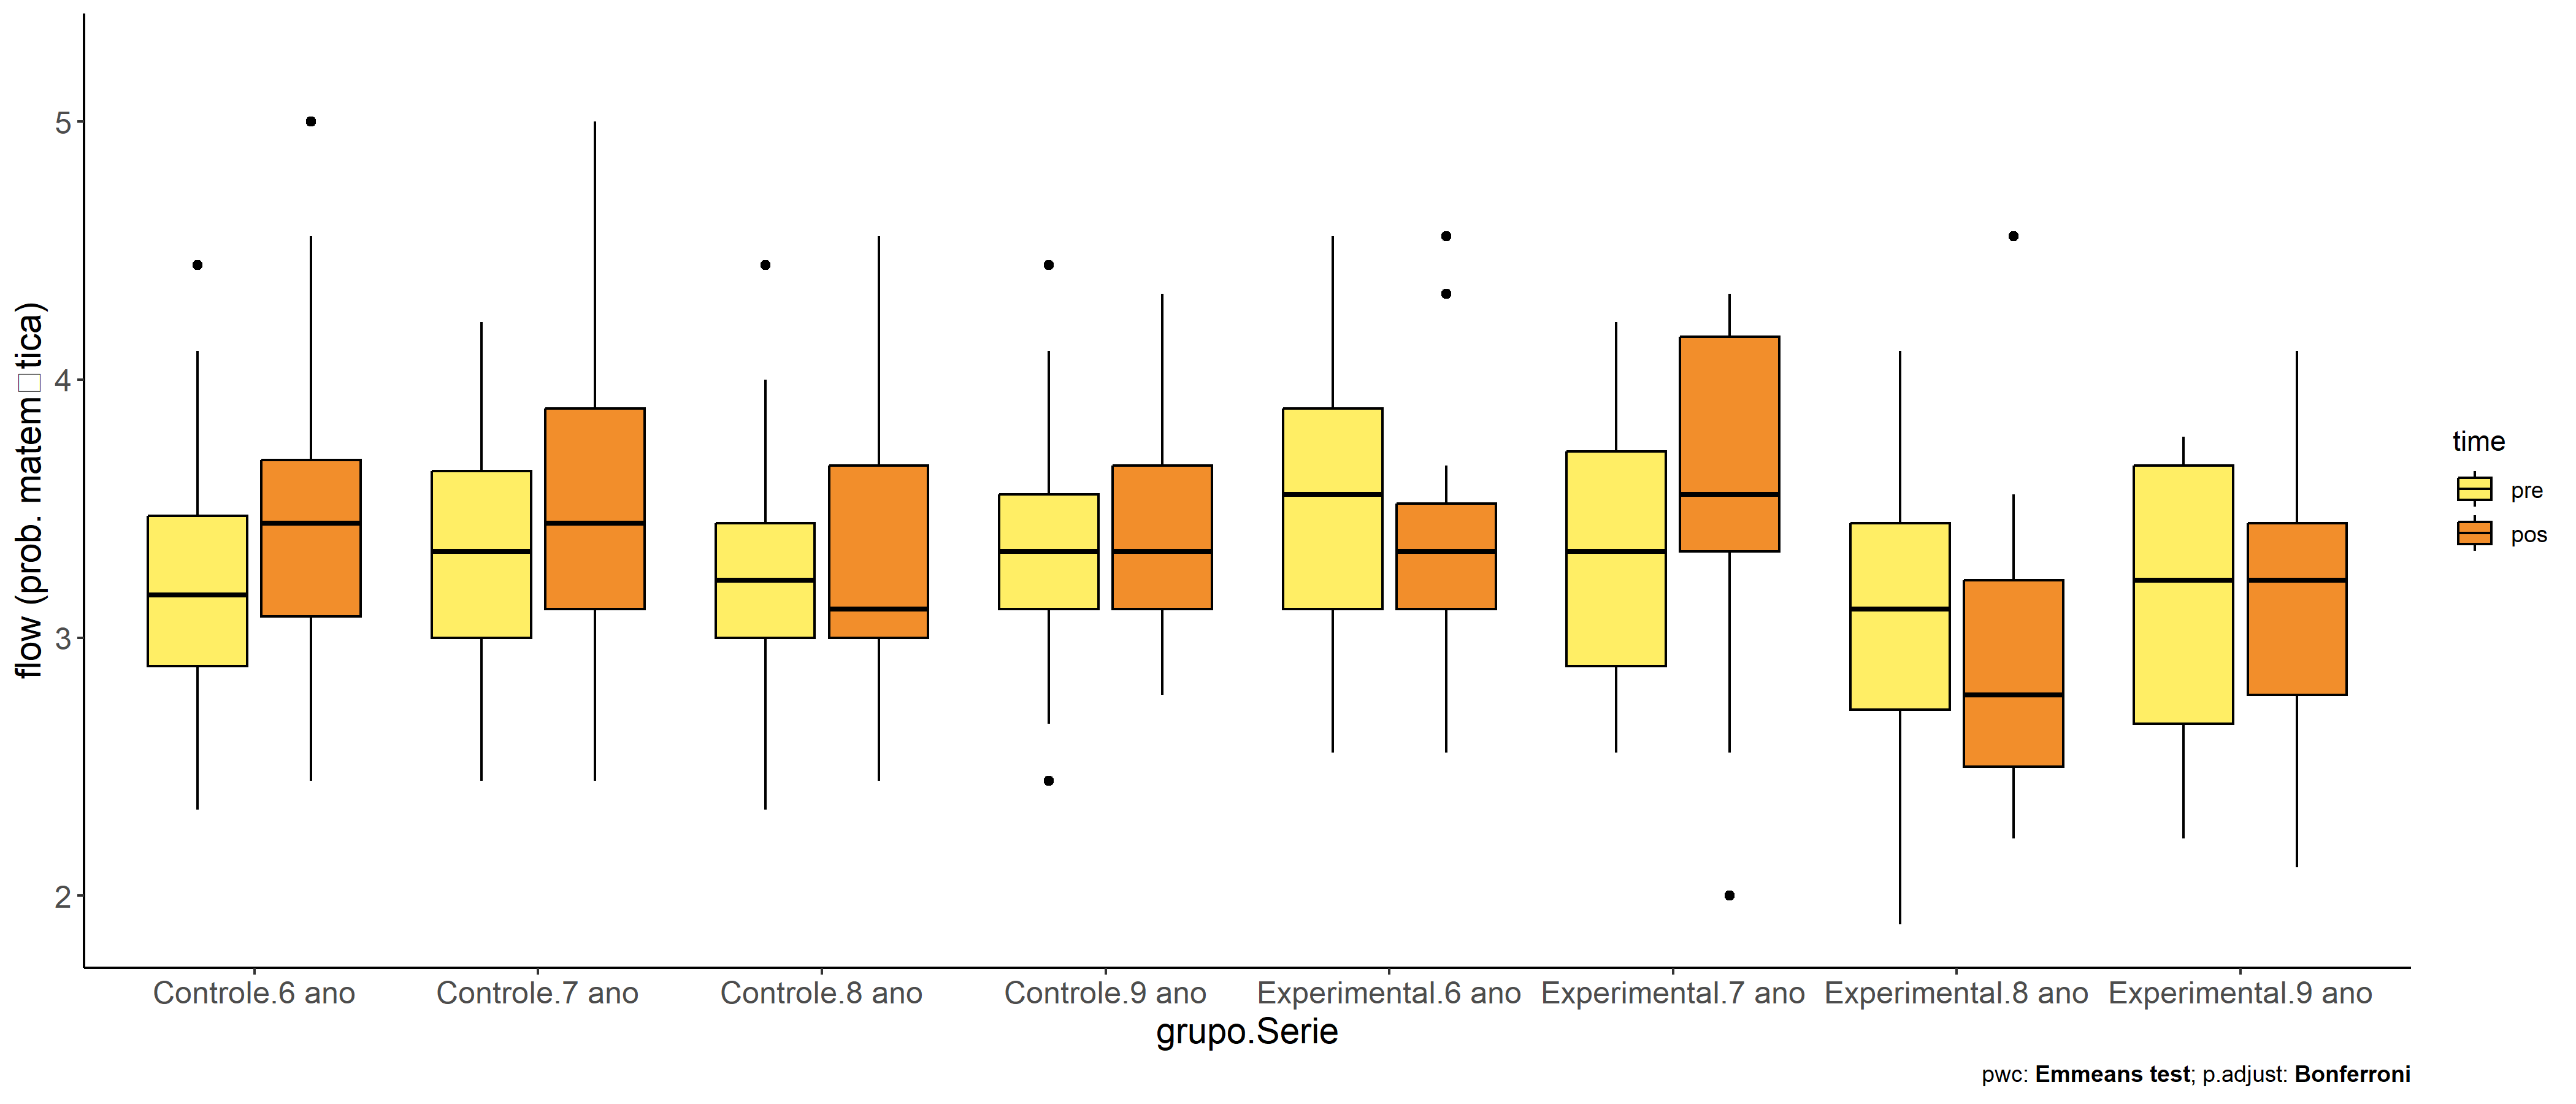 flow (prob. matem□tica)
5
4
3
2
Controle.6 ano
Controle.7 ano
Controle.8 ano
Controle.9 ano
Experimental.6 ano
Experimental.7 ano
Experimental.8 ano
Experimental.9 ano
grupo.Serie
time
pre
pos
pwc: Emmeans test; p.adjust: Bonferroni